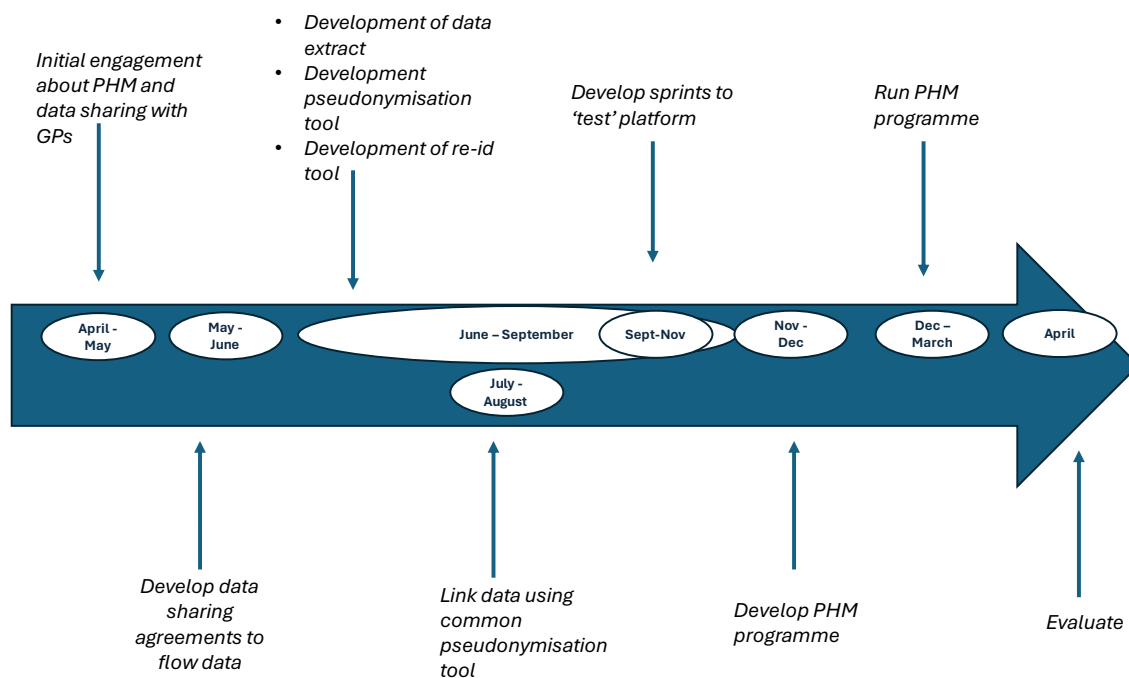 Initial engagement
about PHM and
data sharing with
GPs
• Development of data
extract
• Development
pseudonymisation
tool
• Development of re-id
tool
Develop sprints to
‘test’ platform
Run PHM
programme
April -
May
May -
June
June – September
Sept-Nov
Nov -
Dec
Dec –
March
April
July -
August
Develop data
sharing
agreements to
flow data
Link data using
common
pseudonymisation
tool
Develop PHM
programme
Evaluate